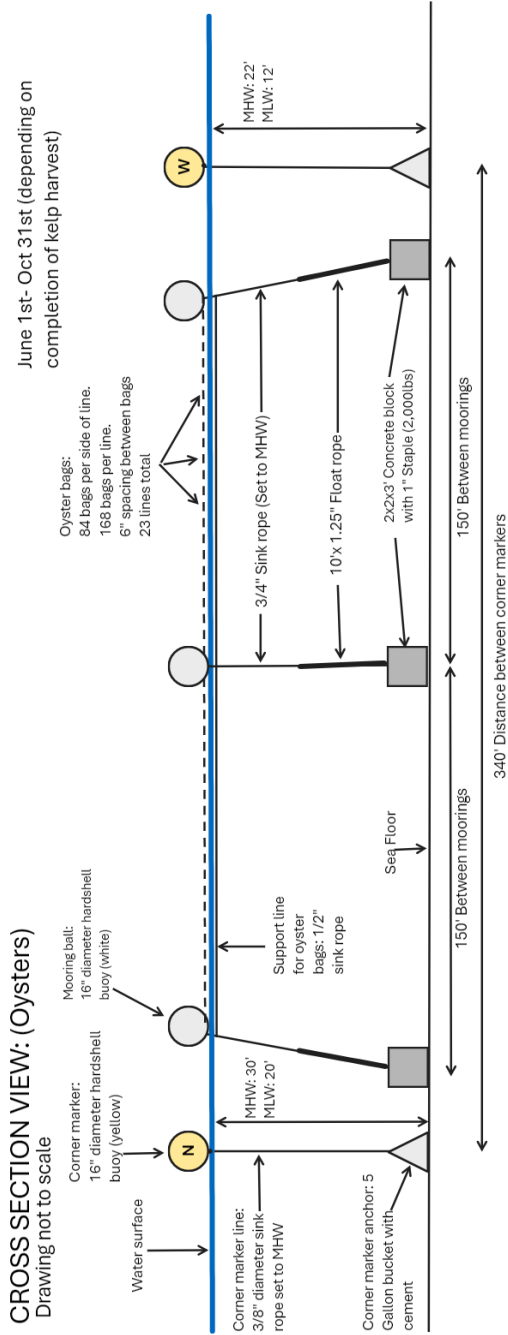 CROSS SECTION VIEW: (Oysters)
Drawing not to scale
June 1st- Oct 31st (depending on
completion of kelp harvest)
Water surface
Corner marker:
16" diameter hardshell
buoy (yellow)
Mooring ball:
16" diameter hardshell
buoy (white)
Oyster bags:
84 bags per side of line.
168 bags per line.
6" spacing between bags
23 lines total
N
W
Corner marker line:
3/8" diameter sink
rope set to MHW
MHW: 30'
MLW: 20'
Support line
for oyster
bags: 1/2"
sink rope
3/4" Sink rope (Set to MHW)
10'x 1.25" Float rope
2x2x3' Concrete block
with 1" Staple (2,000lbs)
MHW: 22'
MLW: 12'
Corner marker anchor: 5
Gallon bucket with
cement
Sea Floor
150' Between moorings
150' Between moorings
340' Distance between corner markers